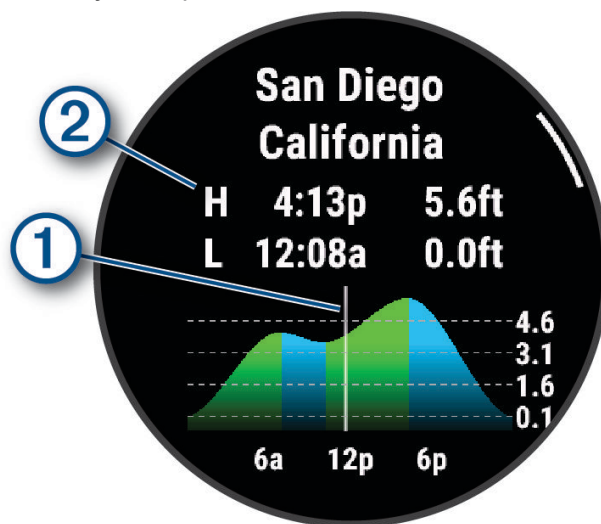 San Diego
California
2
H 4:13p 5.6ft
1
L 12:08a 0.0ft
4.6
3.1
1.6
0.1
6a 12p 6p